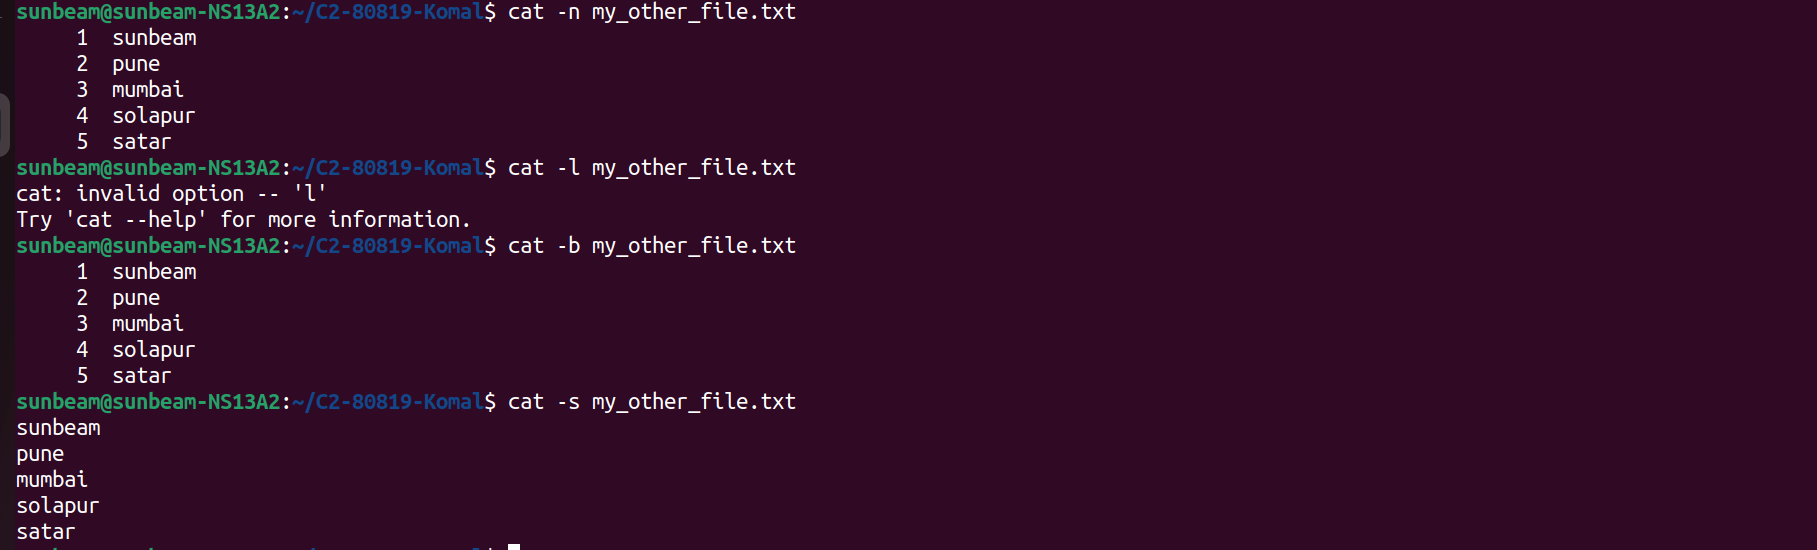 sunbeam@sunbeam-NS13A2:~/C2-80819-Komal$ cat -n my_other_file.txt
     1  sunbeam
     2  pune
     3  mumbai
     4  solapur
     5  satar
sunbeam@sunbeam-NS13A2:~/C2-80819-Komal$ cat -l my_other_file.txt
cat: invalid option -- 'l'
Try 'cat --help' for more information.
sunbeam@sunbeam-NS13A2:~/C2-80819-Komal$ cat -b my_other_file.txt
     1  sunbeam
     2  pune
     3  mumbai
     4  solapur
     5  satar
sunbeam@sunbeam-NS13A2:~/C2-80819-Komal$ cat -s my_other_file.txt
sunbeam
pune
mumbai
solapur
satar